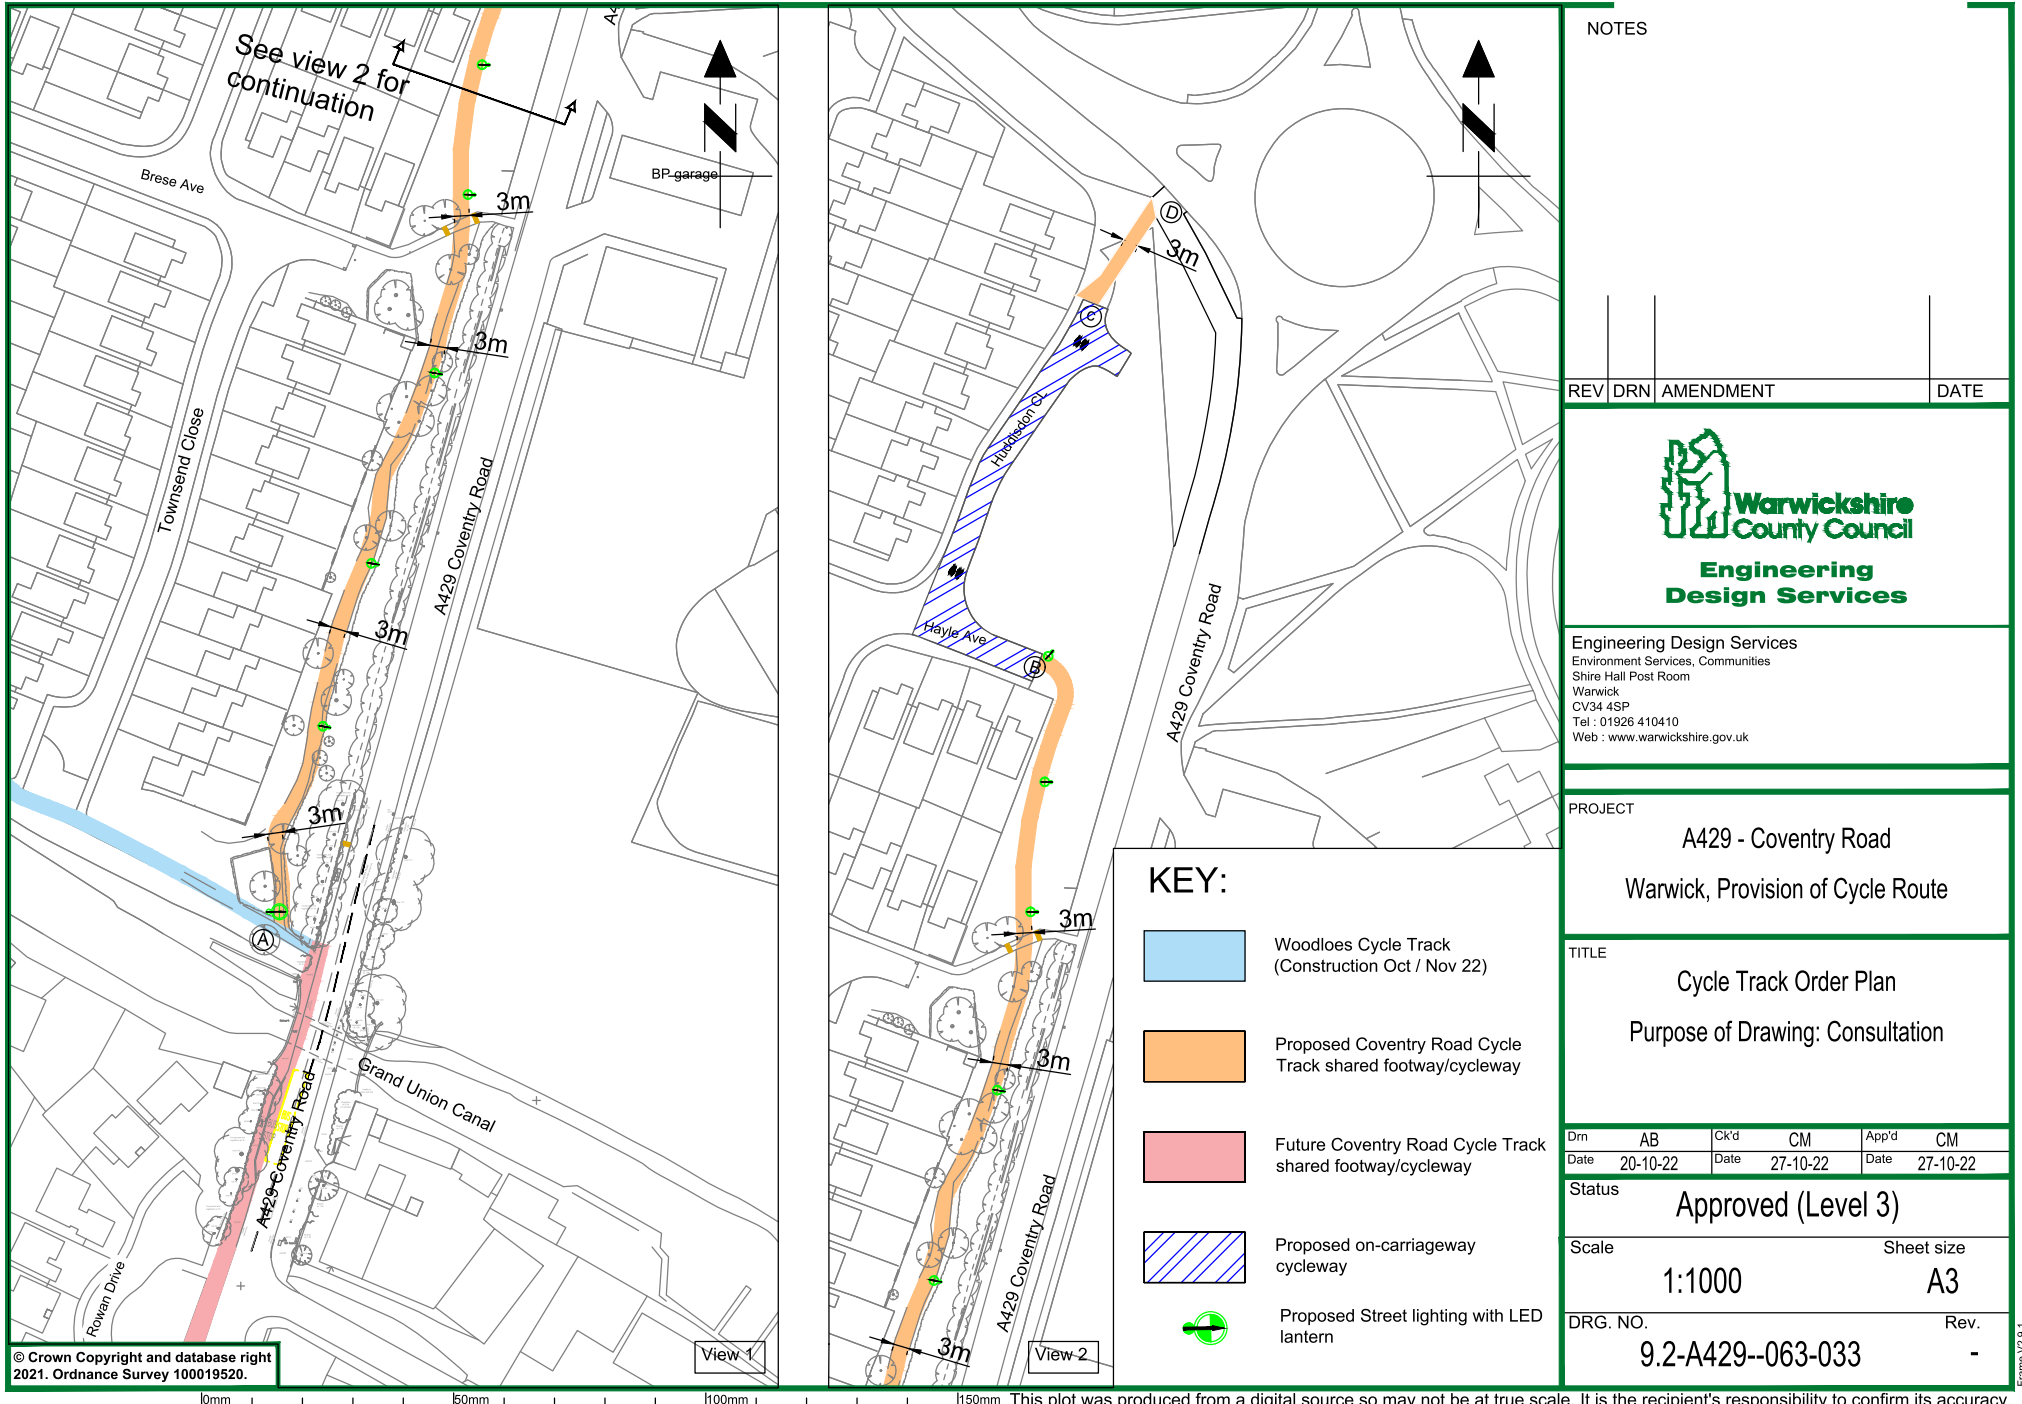 See view 2 for
continuation
Brese Ave
BP garage
3m
3m
Townsend Close
A429 Coventry Road
3m
3m
A
Grand Union Canal
A429 Coventry Road
Rowan Drive
View 1
© Crown Copyright and database right
2021. Ordnance Survey 100019520.
D
3m
C
Huddisdon Cl
Hayle Ave
B
A429 Coventry Road
3m
3m
A429 Coventry Road
3m
View 2
KEY:
Woodloes Cycle Track
(Construction Oct / Nov 22)
Proposed Coventry Road Cycle
Track shared footway/cycleway
Future Coventry Road Cycle Track
shared footway/cycleway
Proposed on-carriageway
cycleway
Proposed Street lighting with LED
lantern
NOTES
REV DRN AMENDMENT DATE
Warwickshire
County Council
Engineering
Design Services
Engineering Design Services
Environment Services, Communities
Shire Hall Post Room
Warwick
CV34 4SP
Tel : 01926 410410
Web : www.warwickshire.gov.uk
PROJECT
A429 - Coventry Road
Warwick, Provision of Cycle Route
TITLE
Cycle Track Order Plan
Purpose of Drawing: Consultation
Drn AB Ck'd CM App'd CM
Date 20-10-22 Date 27-10-22 Date 27-10-22
Status
Approved (Level 3)
Scale Sheet size
1:1000 A3
DRG. NO. Rev.
9.2-A429--063-033 -
0mm 50mm 100mm 150mm
This plot was produced from a digital source so may not be at true scale. It is the recipient's responsibility to confirm its accuracy